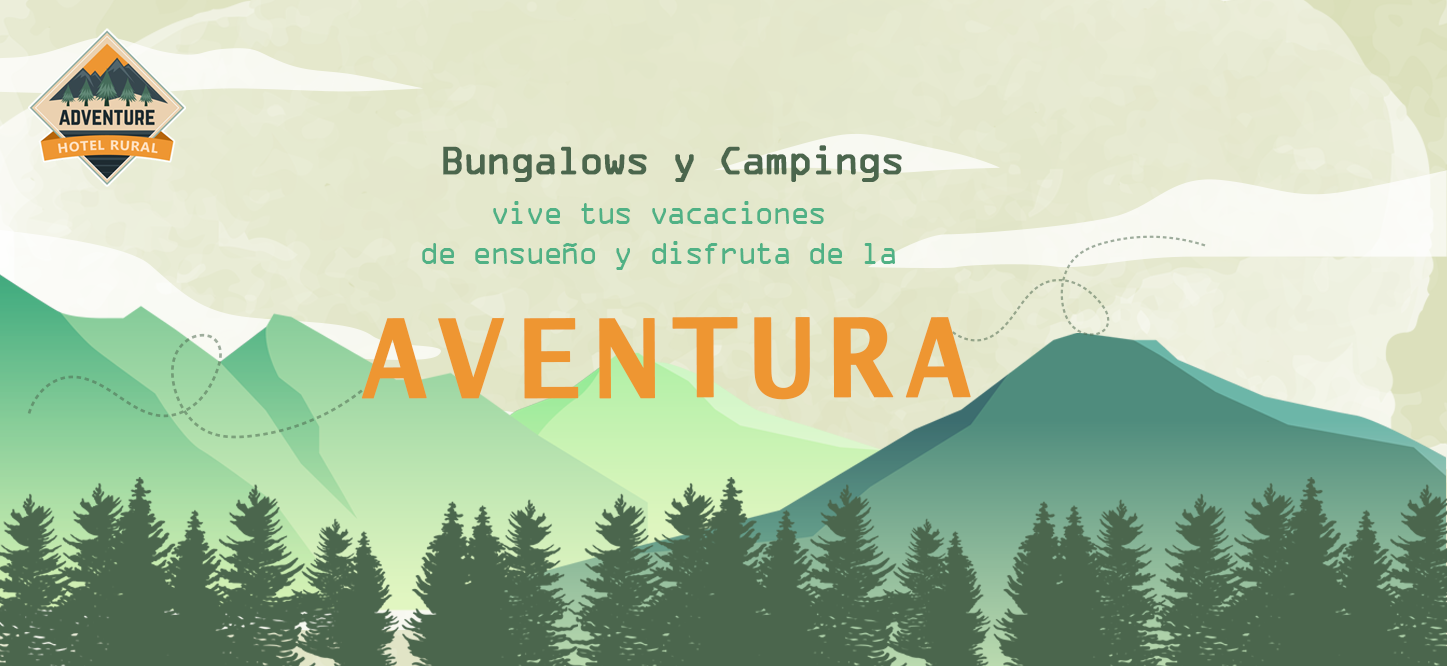 ADVENTURE
HOTEL RURAL
Bungalows y Campings
vive tus vacaciones
de ensueño y disfruta de la
AVENTURA